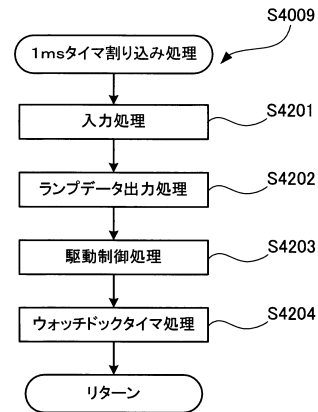 S4009
1msタイマ割り込み処理
S4201
入力処理
S4202
ランプデータ出力処理
S4203
駆動制御処理
S4204
ウォッチドックタイマ処理
リターン